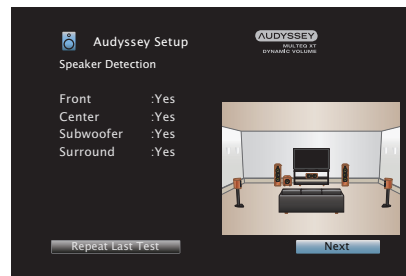 Audyssey Setup
AUDYSSEY
MULTEQ XT
DYNAMIC VOLUME
Speaker Detection
Front :Yes
Center :Yes
Subwoofer :Yes
Surround :Yes
Repeat Last Test
Next